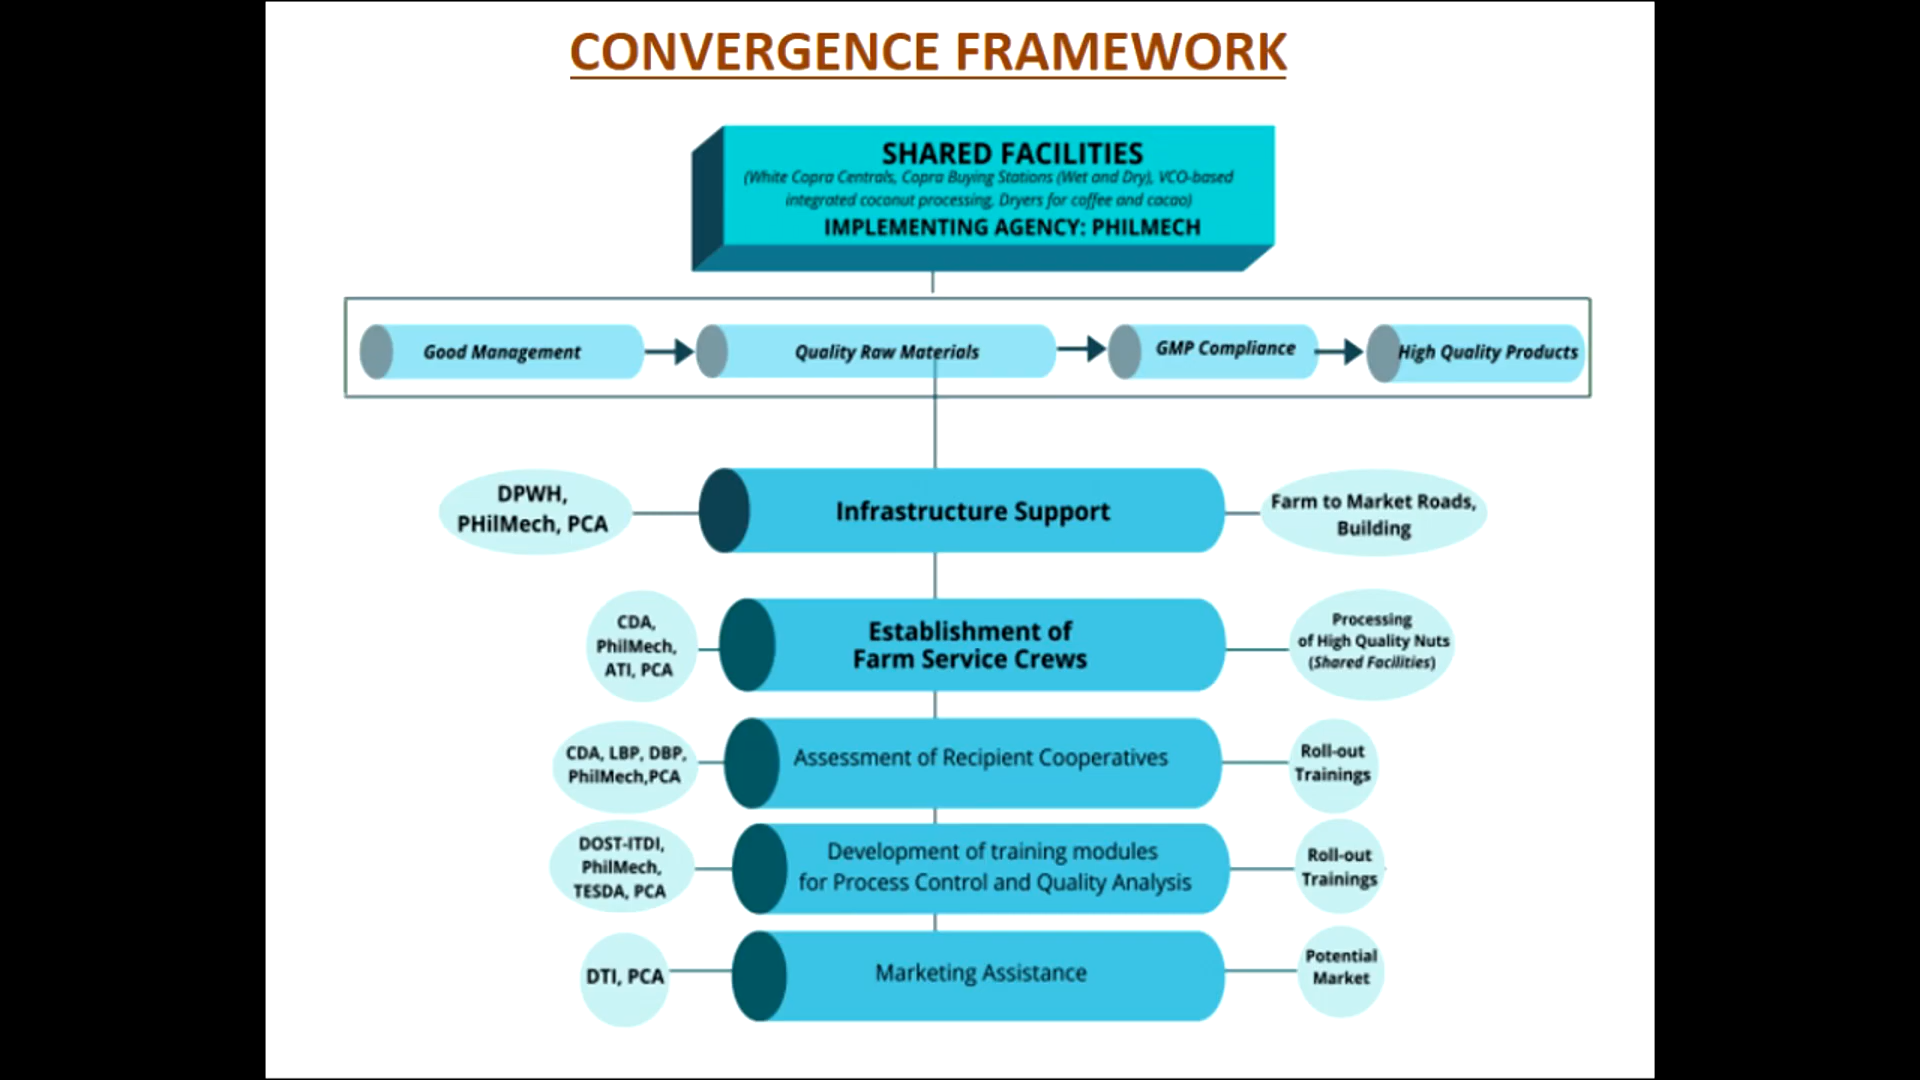 CONVERGENCE FRAMEWORK
SHARED FACILITIES
(White Copra Centrals, Copra Buying Stations (Wet and Dry), VCO-based
integrated coconut processing, Dryers for coffee and cacao)
IMPLEMENTING AGENCY: PHILMECH
Good Management
Quality Raw Materials
GMP Compliance
High Quality Products
DPWH,
PHilMech, PCA
Infrastructure Support
Farm to Market Roads,
Building
CDA,
PhilMech,
ATI, PCA
Establishment of
Farm Service Crews
Processing
of High Quality Nuts
(Shared Facilities)
CDA, LBP, DBP,
PhilMech,PCA
Assessment of Recipient Cooperatives
Roll-out
Trainings
DOST-ITDI,
PhilMech,
TESDA, PCA
Development of training modules
for Process Control and Quality Analysis
Roll-out
Trainings
DTI, PCA
Marketing Assistance
Potential
Market